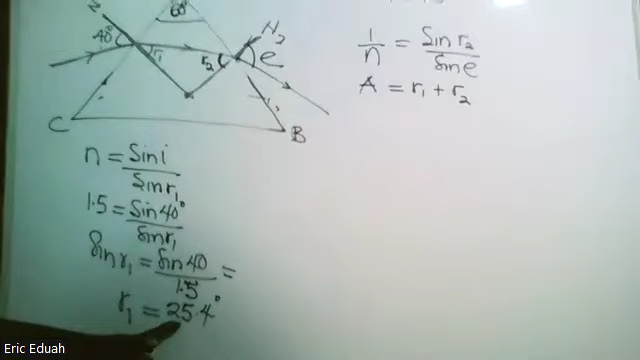 N
60°
40°
r₁
r₂
N₂
e
C
B
1/n = Sin r₂/Sin e
A = r₁ + r₂
n = Sin i/Sin r₁
1.5 = Sin 40°/Sin r₁
Sin r₁ = Sin 40/1.5 =
r₁ = 25.4°
Eric Eduah